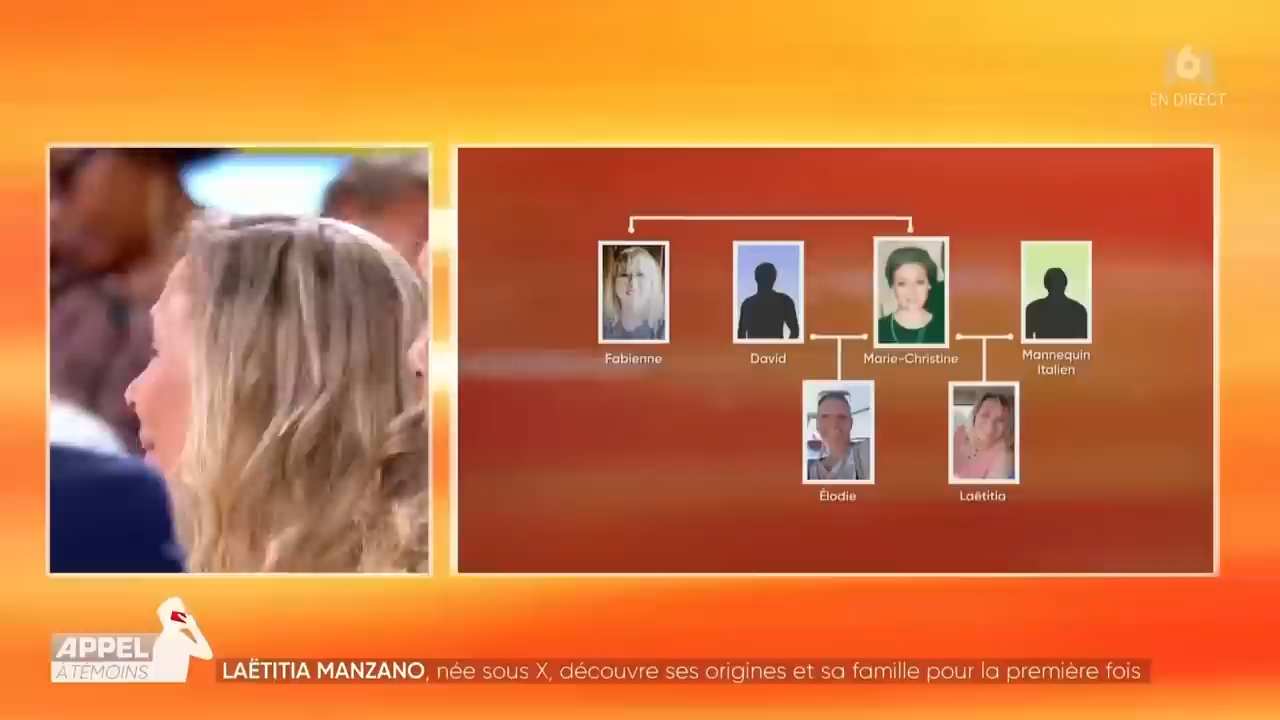 6
EN DIRECT
Fabienne
David
Marie-Christine
Mannequin
Italien
Élodie
Laëtitia
APPEL
À TÉMOINS
LAËTITIA MANZANO, née sous X, découvre ses origines et sa famille pour la première fois